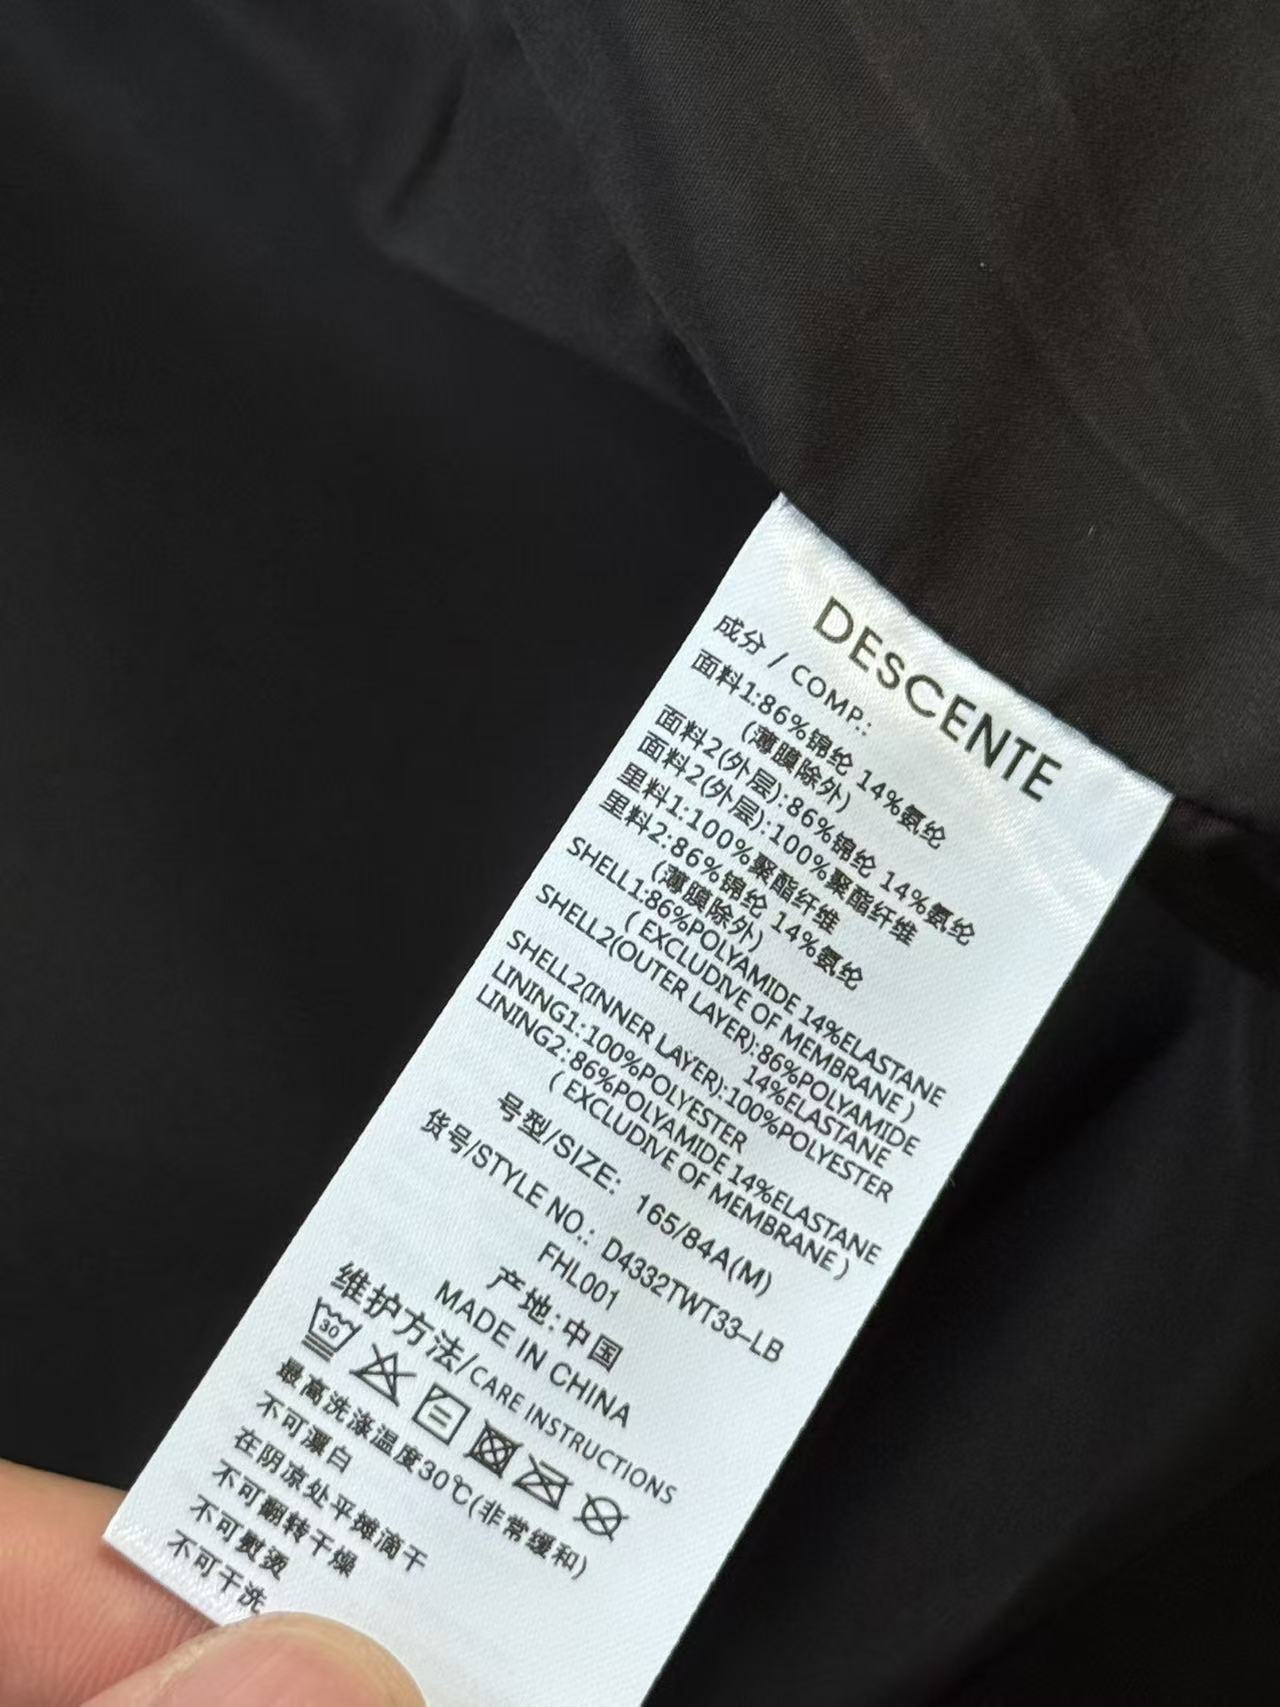 DESCENTE
成分 / COMP.:
面料1:86%锦纶 14%氨纶
(薄膜除外)
面料2(外层):86%锦纶 14%氨纶
面料2(外层):100%聚酯纤维
里料1:100%聚酯纤维
里料2:86%锦纶 14%氨纶
(薄膜除外)
SHELL1:86%POLYAMIDE 14%ELASTANE
( EXCLUDIVE OF MEMBRANE )
SHELL2(OUTER LAYER):86%POLYAMIDE
14%ELASTANE
SHELL2(INNER LAYER):100%POLYESTER
LINING1:100%POLYESTER
LINING2:86%POLYAMIDE 14%ELASTANE
( EXCLUDIVE OF MEMBRANE )
号型/SIZE: 165/84A(M)
货号/STYLE NO.: D4332TWT33-LB
FHL001
产地:中国
MADE IN CHINA
维护方法/CARE INSTRUCTIONS
30
最高洗涤温度30℃(非常缓和)
不可漂白
在阴凉处平摊滴干
不可翻转干燥
不可熨烫
不可干洗